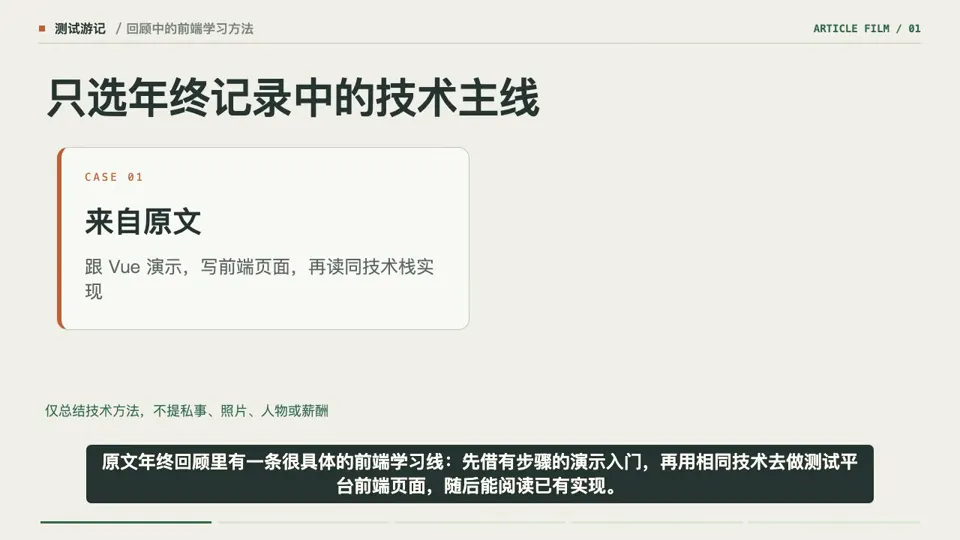 测试游记 / 回顾中的前端学习方法
ARTICLE FILM / 01
只选年终记录中的技术主线
CASE 01
来自原文
跟 Vue 演示，写前端页面，再读同技术栈实
现
仅总结技术方法，不提私事、照片、人物或薪酬
原文年终回顾里有一条很具体的前端学习线：先借有步骤的演示入门，再用相同技术去做测试平
台前端页面，随后能阅读已有实现。